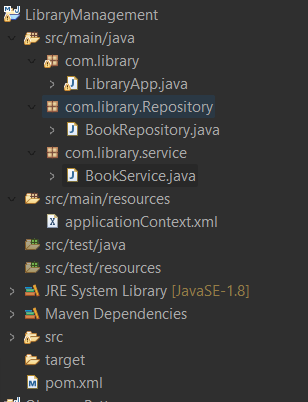 LibraryManagement
src/main/java
com.library
LibraryApp.java
com.library.Repository
BookRepository.java
com.library.service
BookService.java
src/main/resources
applicationContext.xml
src/test/java
src/test/resources
JRE System Library [JavaSE-1.8]
Maven Dependencies
src
target
pom.xml